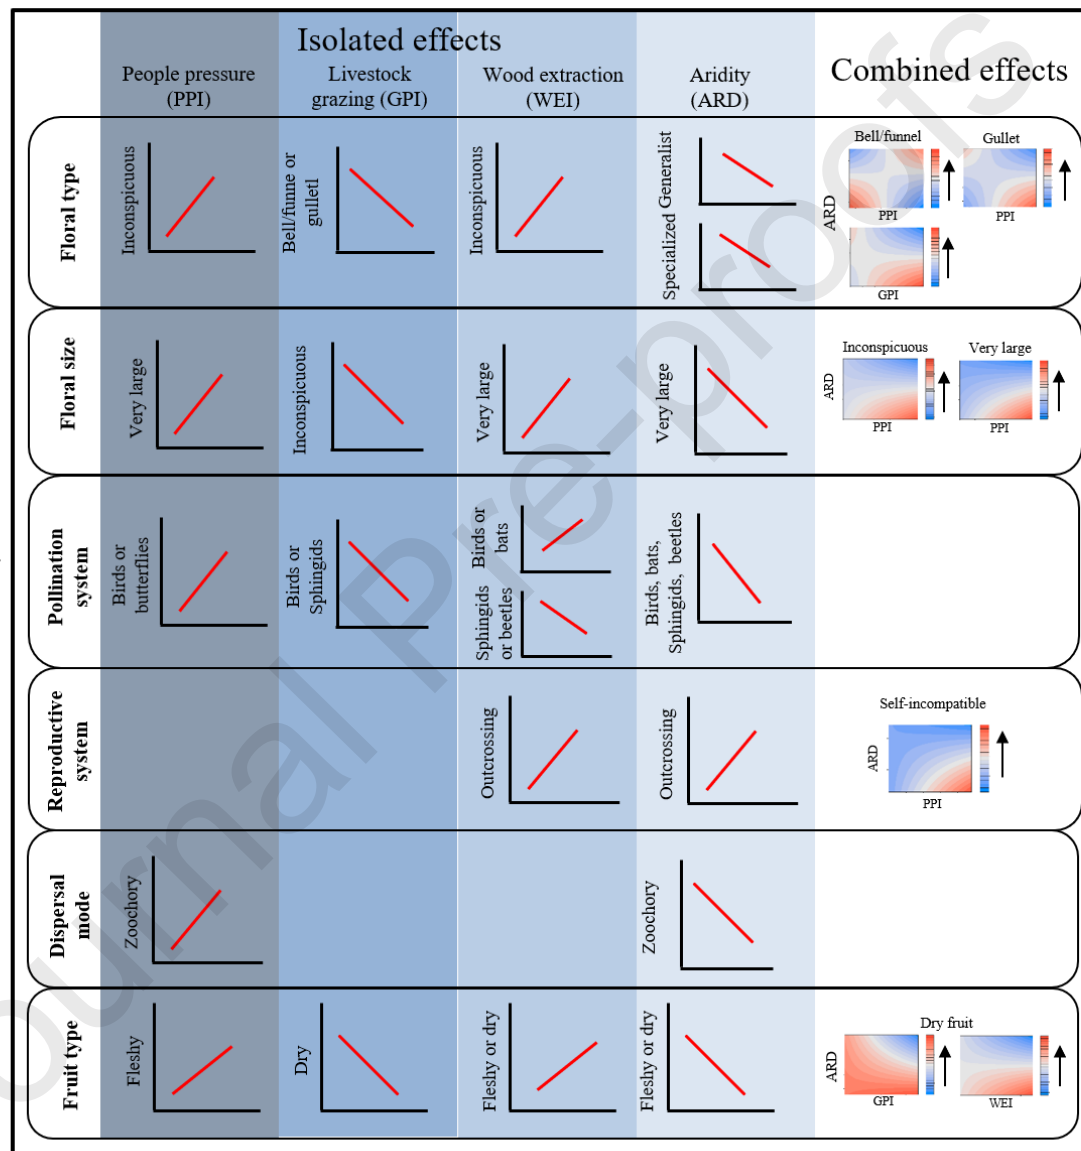 Isolated effects
Combined effects
People pressure
(PPI)
Livestock
grazing (GPI)
Wood extraction
(WEI)
Aridity
(ARD)
Floral type
Inconspicuous
Bell/funne or
gulletl
Inconspicuous
Generalist
Specialized
Bell/funnel
Gullet
ARD
PPI
PPI
GPI
Floral size
Very large
Inconspicuous
Very large
Very large
Inconspicuous
Very large
ARD
PPI
PPI
Pollination
system
Birds or
butterflies
Birds or
Sphingids
Birds or
bats
Sphingids
or beetles
Birds, bats,
Sphingids, beetles
Reproductive
system
Outcrossing
Outcrossing
Self-incompatible
ARD
PPI
Dispersal
mode
Zoochory
Zoochory
Fruit type
Fleshy
Dry
Fleshy or dry
Fleshy or dry
Dry fruit
ARD
GPI
WEI
Journal Pre-proofs